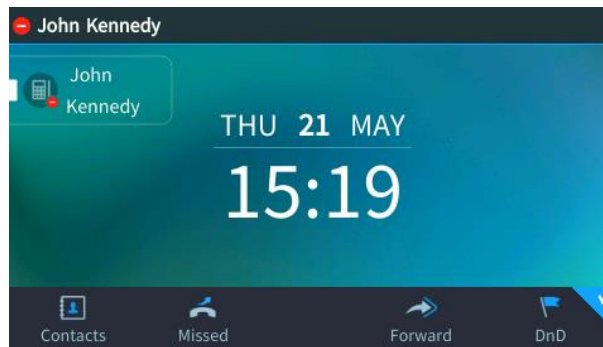 John Kennedy
John
Kennedy
THU 21 MAY
15:19
Contacts Missed Forward DnD